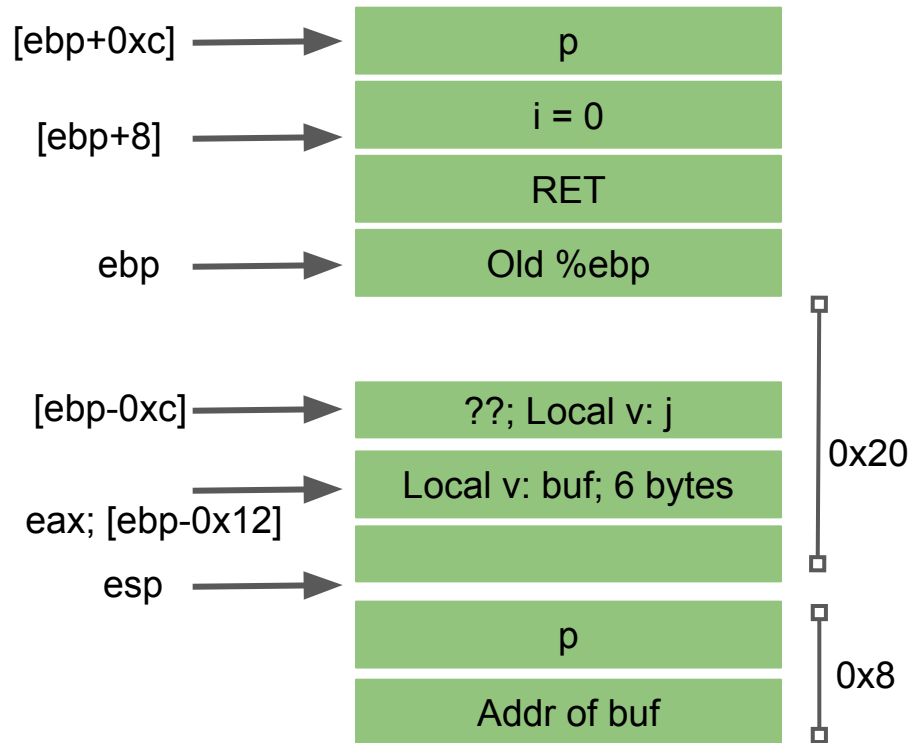 [ebp+0xc]
p
[ebp+8]
i = 0
RET
ebp
Old %ebp
[ebp-0xc]
??; Local v: j
0x20
Local v: buf; 6 bytes
eax; [ebp-0x12]
esp
p
0x8
Addr of buf